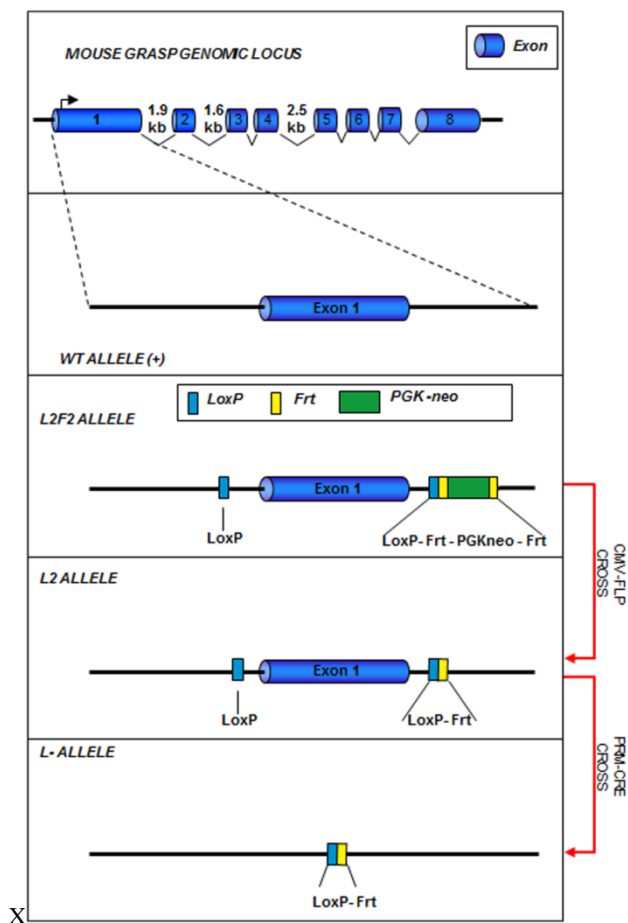 MOUSE GRASP GENOMIC LOCUS
Exon
1.9 kb
1.6 kb
2.5 kb
1 2 3 4 5 6 7 8
Exon 1
WT ALLELE (+)
LoxP Frt PGK-neo
L2F2 ALLELE
Exon 1
LoxP
LoxP- Frt - PGKneo - Frt
CMV-FLP
CROSS
L2 ALLELE
Exon 1
LoxP
LoxP- Frt
PRM-CRE
CROSS
L- ALLELE
LoxP- Frt
X